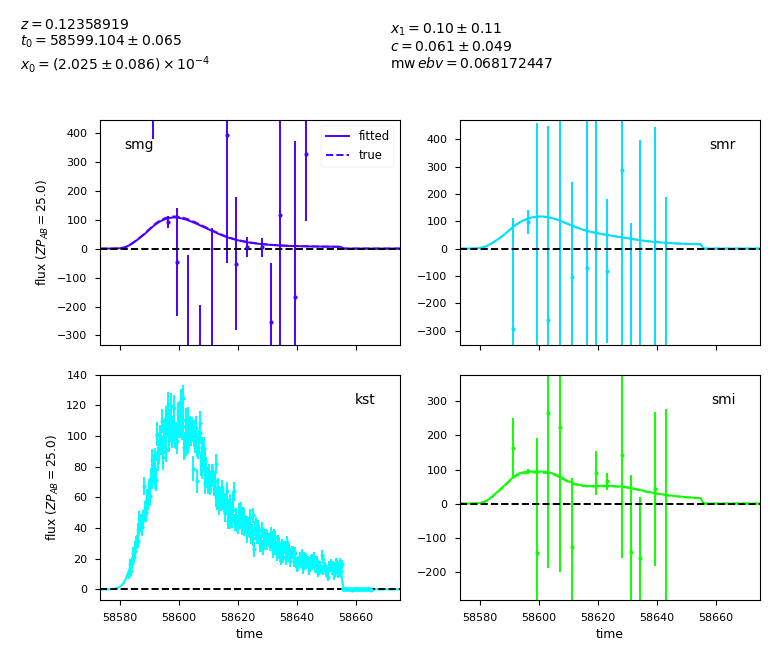 z = 0.12358919
t₀ = 58599.104 ± 0.065
x₀ = (2.025 ± 0.086) × 10⁻⁴
x₁ = 0.10 ± 0.11
c = 0.061 ± 0.049
mw ebv = 0.068172447
smg
fitted
true
flux (ZP_AB = 25.0)
400
300
200
100
0
−100
−200
−300
smr
400
300
200
100
0
−100
−200
−300
kst
flux (ZP_AB = 25.0)
140
120
100
80
60
40
20
0
58580 58600 58620 58640 58660
time
smi
300
200
100
0
−100
−200
58580 58600 58620 58640 58660
time